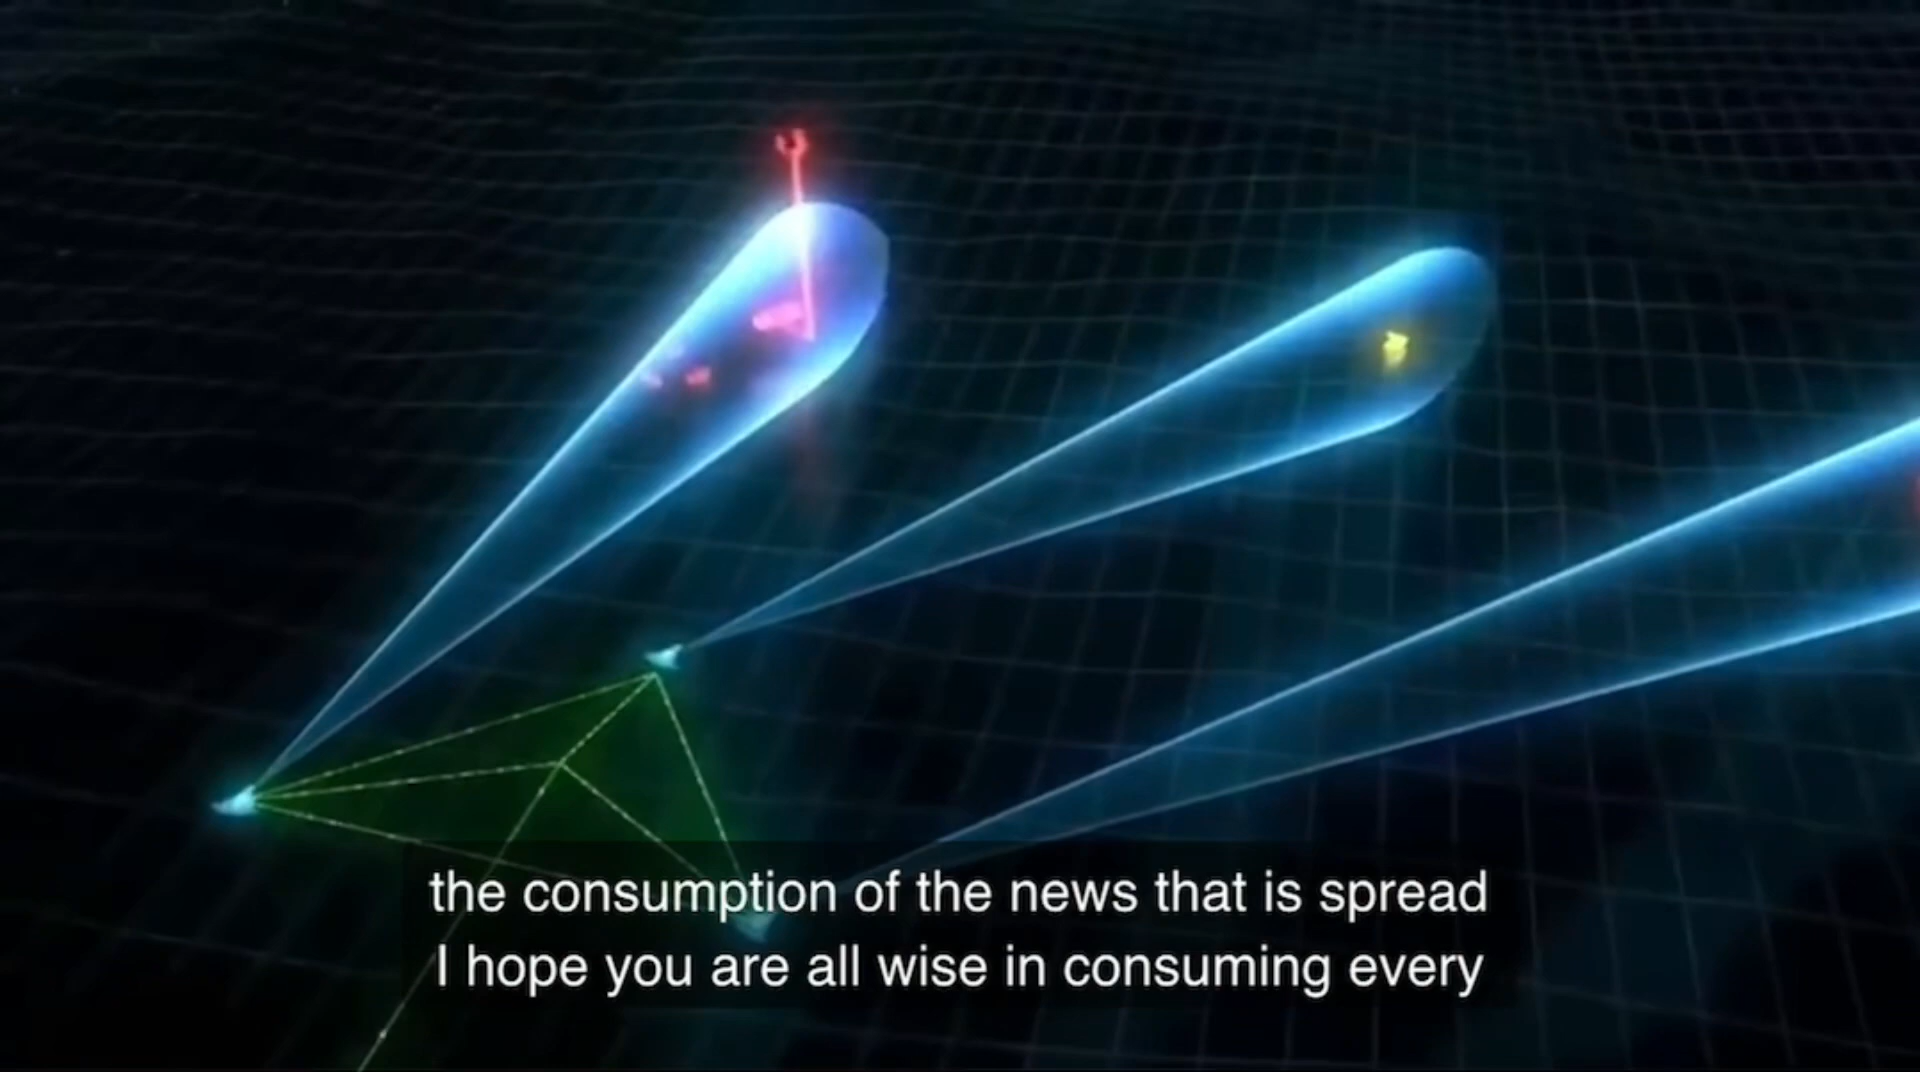 the consumption of the news that is spread
I hope you are all wise in consuming every